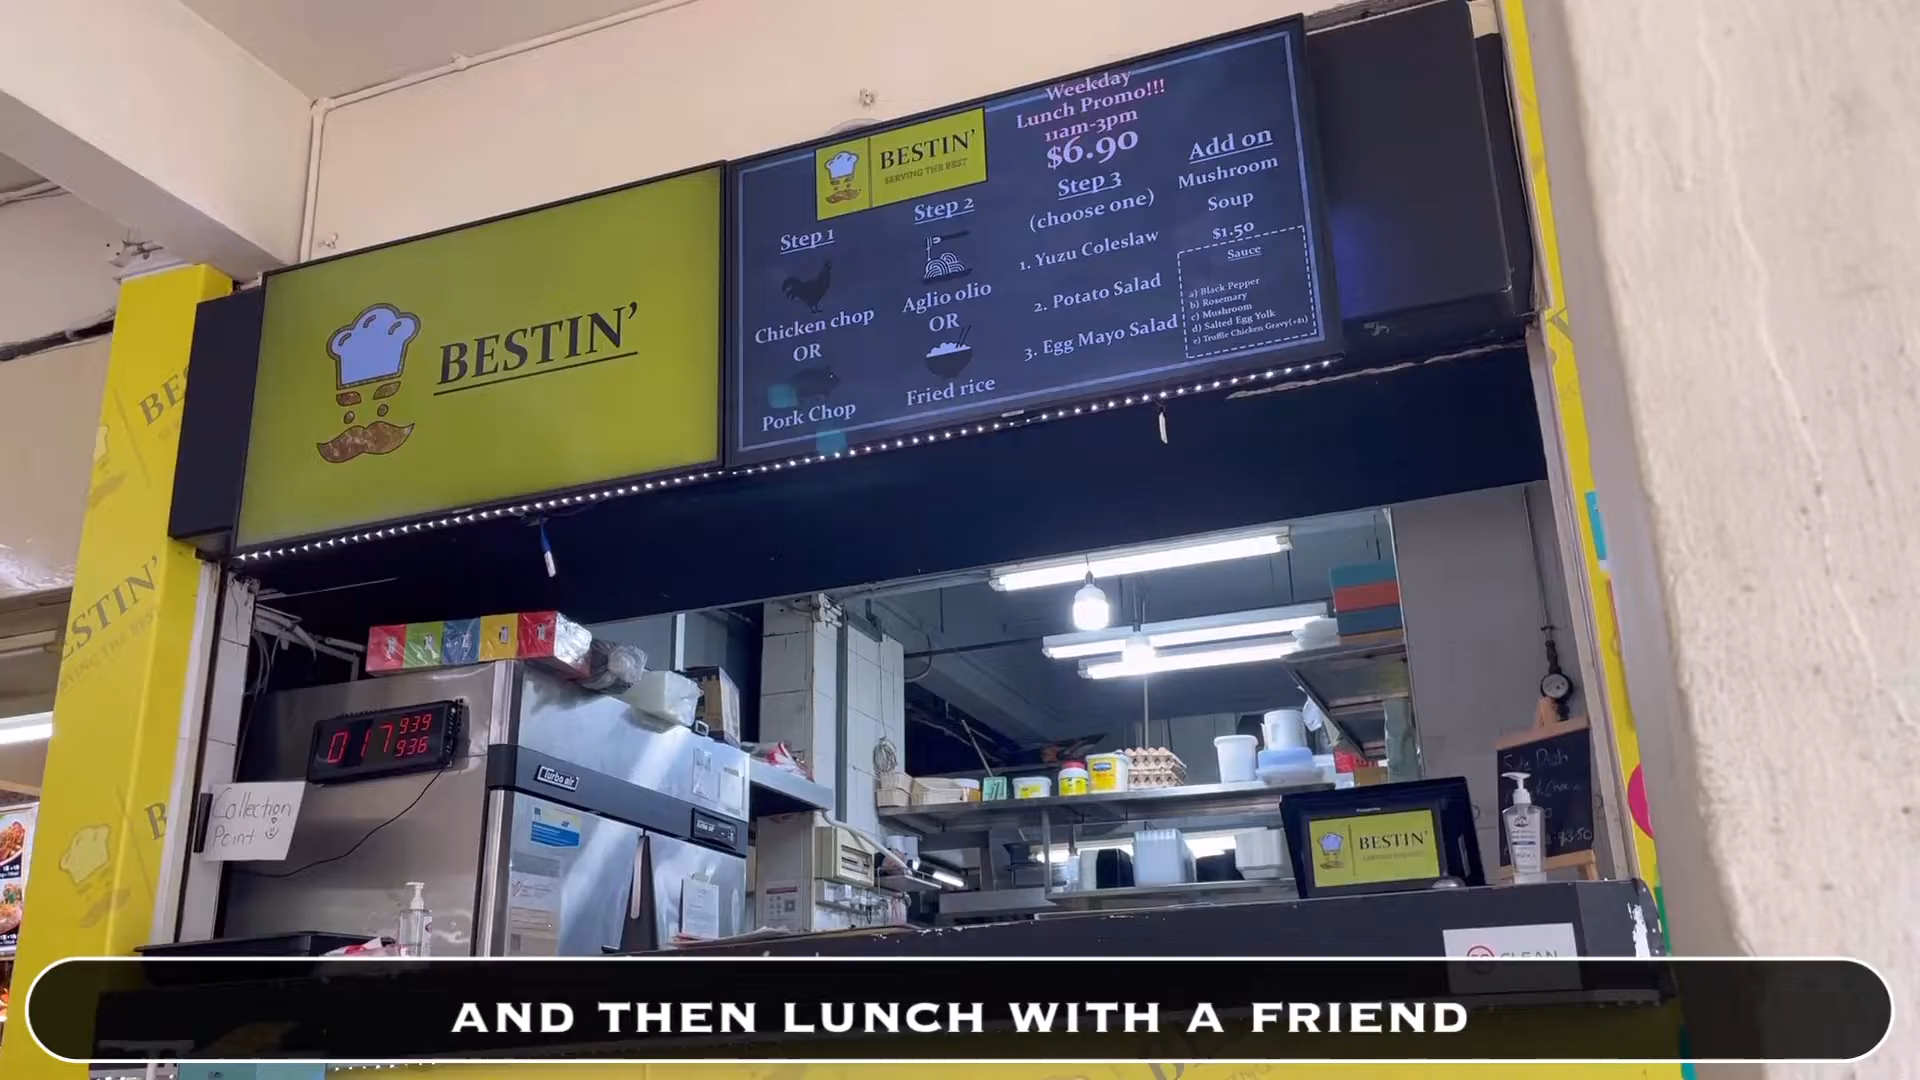 BESTIN'
BESTIN'
SERVING THE BEST
Weekday
Lunch Promo!!!
11am-3pm
$6.90
Step 1
Chicken chop
OR
Pork Chop
Step 2
Aglio olio
OR
Fried rice
Step 3
(choose one)
1. Yuzu Coleslaw
2. Potato Salad
3. Egg Mayo Salad
Add on
Mushroom
Soup
$1.50
Sauce
a) Black Pepper
b) Rosemary
c) Mushroom
d) Salted Egg Yolk
e) Truffle Chicken Gravy(+$1)
017
939
936
Collection
Point
turbo air
BESTIN'
CLEAN
AND THEN LUNCH WITH A FRIEND